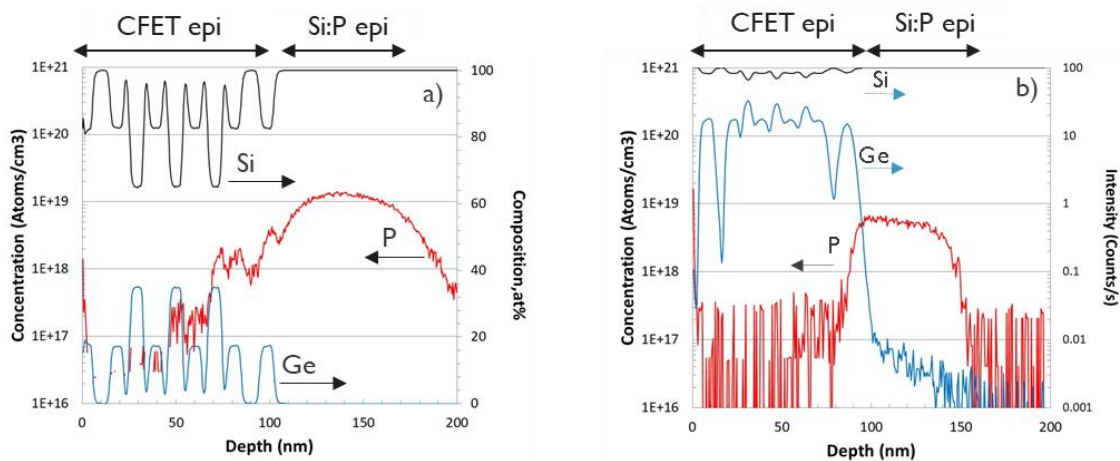 CFET epi
Si:P epi
a)
1E+21
1E+20
1E+19
1E+18
1E+17
1E+16
Concentration (Atoms/cm3)
Si
P
Ge
100
80
60
40
20
0
Composition,at%
0
50
100
150
200
Depth (nm)
CFET epi
Si:P epi
b)
1E+21
1E+20
1E+19
1E+18
1E+17
1E+16
Concentration (Atoms/cm3)
Si
Ge
P
100
10
1
0.1
0.01
0.001
Intensity (Counts/s)
0
50
100
150
200
Depth (nm)